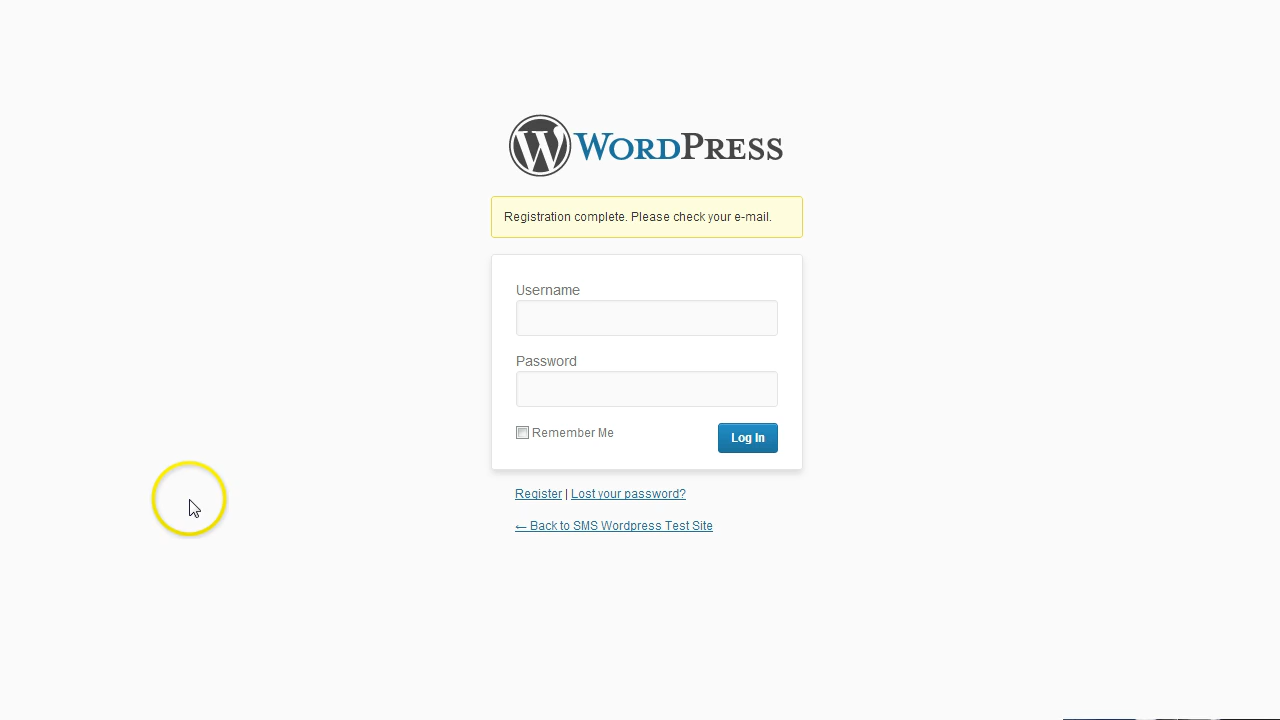 WORDPRESS
Registration complete. Please check your e-mail.
Username
Password
Remember Me
Log In
Register | Lost your password?
← Back to SMS Wordpress Test Site